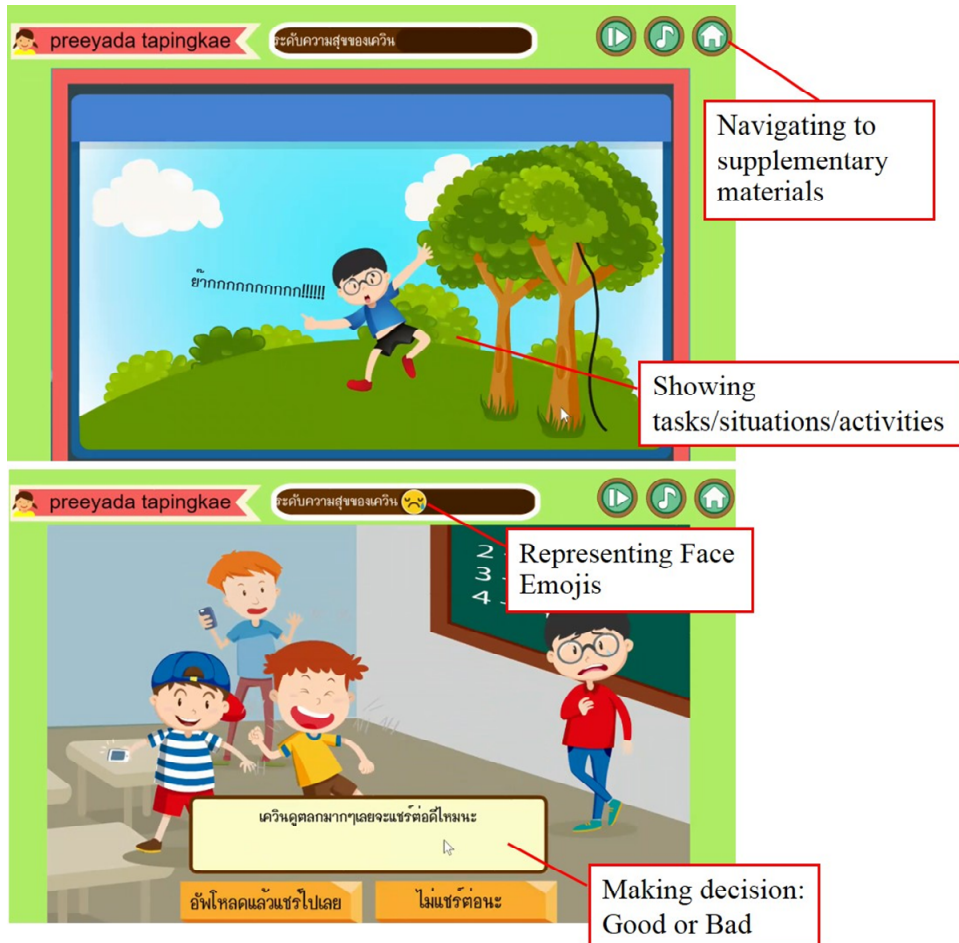 preeyada tapingkae
ระดับความสุขของเควิน
Navigating to
supplementary
materials
ย๊ากกกกกกกกกกก!!!!!!
Showing
tasks/situations/activities
preeyada tapingkae
ระดับความสุขของเควิน
Representing Face
Emojis
2
3
4
เควินดูตลกมากๆเลยจะแชร์ต่อดีไหมนะ
อัพโหลดแล้วแชร์ไปเลย
ไม่แชร์ต่อนะ
Making decision:
Good or Bad